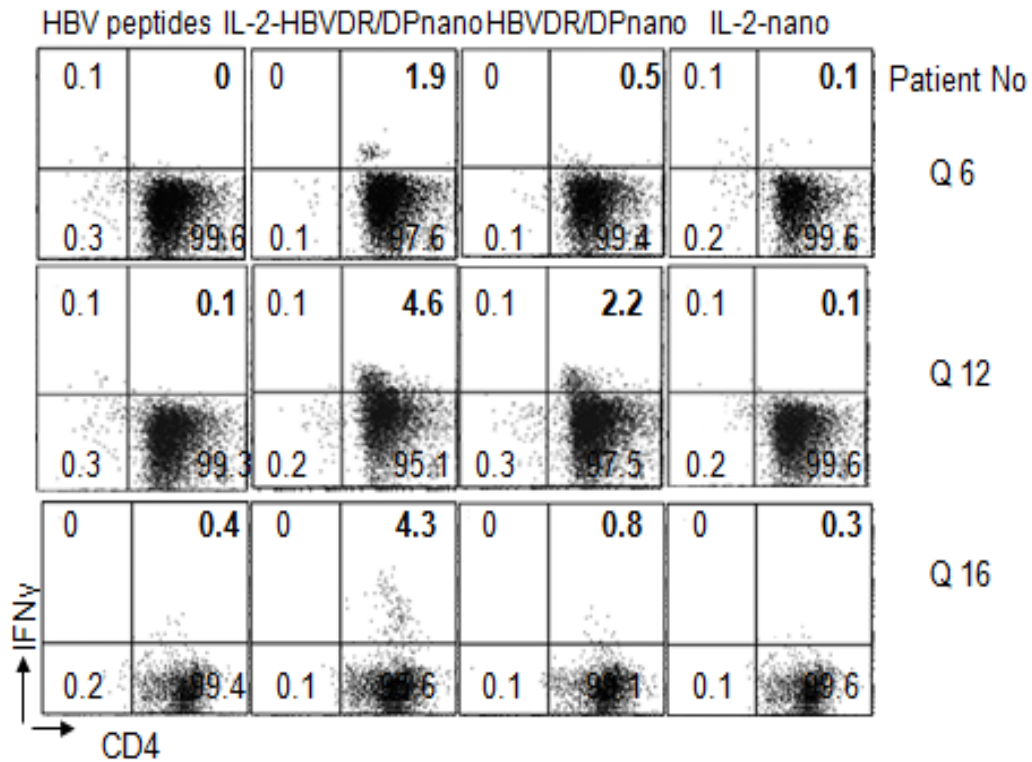 HBV peptides IL-2-HBVDR/DPnano HBVDR/DPnano IL-2-nano
0.1 0 0 1.9 0 0.5 0.1 0.1 Patient No
Q 6
0.3 99.6 0.1 97.6 0.1 99.4 0.2 99.6
0.1 0.1 0.1 4.6 0.1 2.2 0.1 0.1
Q 12
0.3 99.3 0.2 95.1 0.3 97.5 0.2 99.6
0 0.4 0 4.3 0 0.8 0 0.3
Q 16
IFNγ
0.2 99.4 0.1 0.1 0.1 99.6
CD4